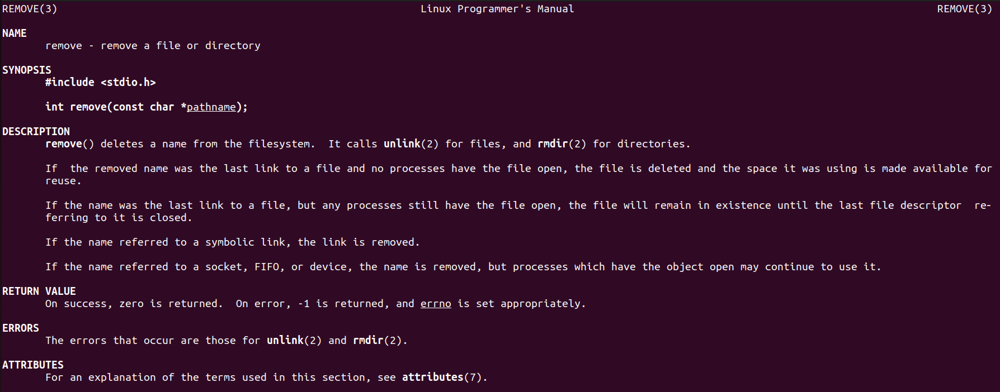 REMOVE(3) Linux Programmer's Manual REMOVE(3)
NAME
remove - remove a file or directory
SYNOPSIS
#include <stdio.h>
int remove(const char *pathname);
DESCRIPTION
remove() deletes a name from the filesystem.  It calls unlink(2) for files, and rmdir(2) for directories.
If  the removed name was the last link to a file and no processes have the file open, the file is deleted and the space it was using is made available for
reuse.
If the name was the last link to a file, but any processes still have the file open, the file will remain in existence until the last file descriptor  re-
ferring to it is closed.
If the name referred to a symbolic link, the link is removed.
If the name referred to a socket, FIFO, or device, the name is removed, but processes which have the object open may continue to use it.
RETURN VALUE
On success, zero is returned.  On error, -1 is returned, and errno is set appropriately.
ERRORS
The errors that occur are those for unlink(2) and rmdir(2).
ATTRIBUTES
For an explanation of the terms used in this section, see attributes(7).